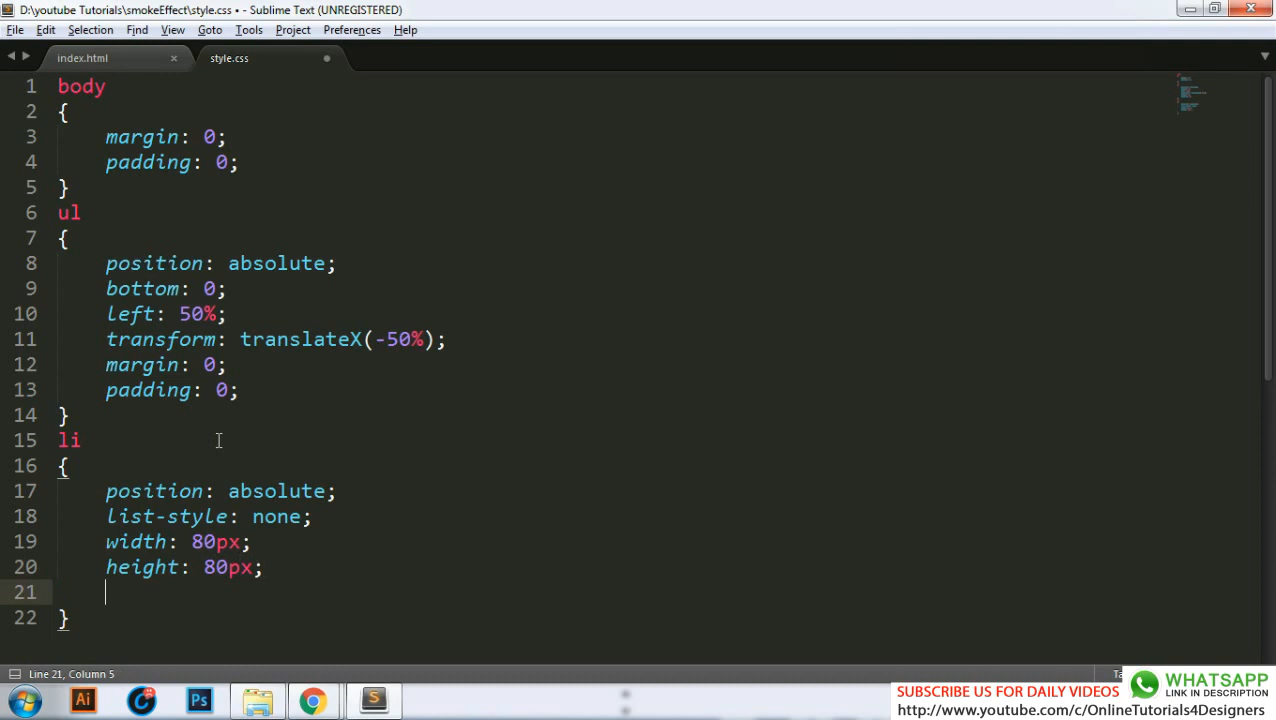 D:\youtube Tutorials\smokeEffect\style.css • - Sublime Text (UNREGISTERED)
File Edit Selection Find View Goto Tools Project Preferences Help
index.html × style.css
1 body
2 {
3 margin: 0;
4 padding: 0;
5 }
6 ul
7 {
8 position: absolute;
9 bottom: 0;
10 left: 50%;
11 transform: translateX(-50%);
12 margin: 0;
13 padding: 0;
14 }
15 li
16 {
17 position: absolute;
18 list-style: none;
19 width: 80px;
20 height: 80px;
21
22 }
Line 21, Column 5
Ai Ps S
SUBSCRIBE US FOR DAILY VIDEOS
http://www.youtube.com/c/OnlineTutorials4Designers
WHATSAPP
LINK IN DESCRIPTION